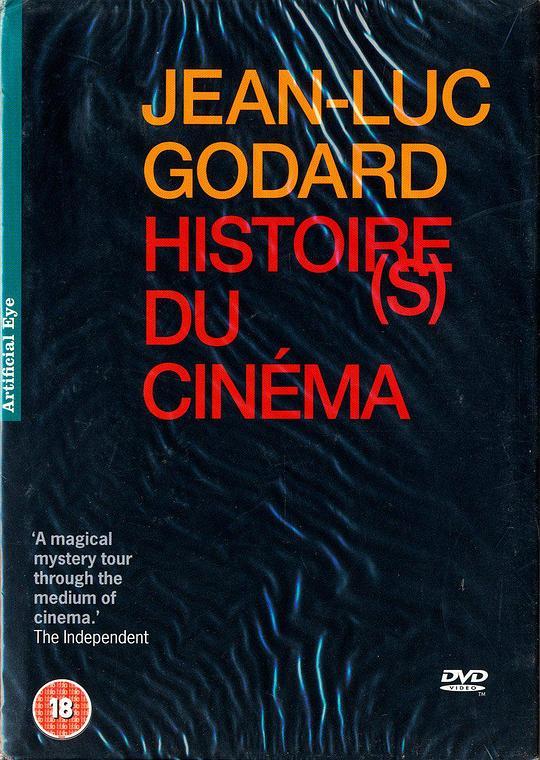 JEAN-LUC
GODARD
HISTOIRE
(S)
DU
CINÉMA
Artificial Eye
‘A magical
mystery tour
through the
medium of
cinema.’
The Independent
18
DVD
VIDEO
TM